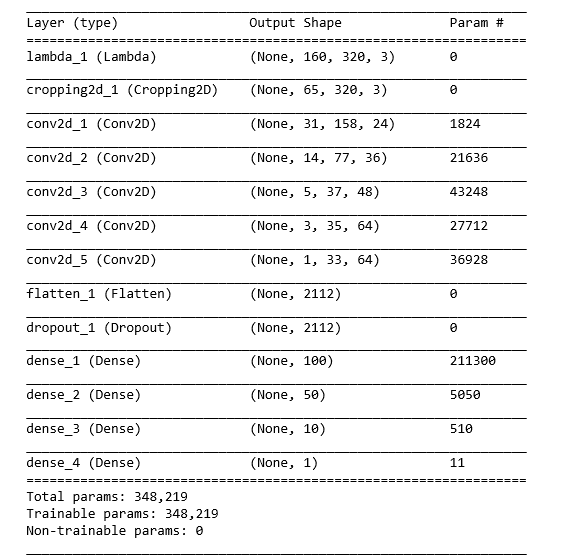 Layer (type) Output Shape Param #
=================================================================
lambda_1 (Lambda) (None, 160, 320, 3) 0
cropping2d_1 (Cropping2D) (None, 65, 320, 3) 0
conv2d_1 (Conv2D) (None, 31, 158, 24) 1824
conv2d_2 (Conv2D) (None, 14, 77, 36) 21636
conv2d_3 (Conv2D) (None, 5, 37, 48) 43248
conv2d_4 (Conv2D) (None, 3, 35, 64) 27712
conv2d_5 (Conv2D) (None, 1, 33, 64) 36928
flatten_1 (Flatten) (None, 2112) 0
dropout_1 (Dropout) (None, 2112) 0
dense_1 (Dense) (None, 100) 211300
dense_2 (Dense) (None, 50) 5050
dense_3 (Dense) (None, 10) 510
dense_4 (Dense) (None, 1) 11
=================================================================
Total params: 348,219
Trainable params: 348,219
Non-trainable params: 0